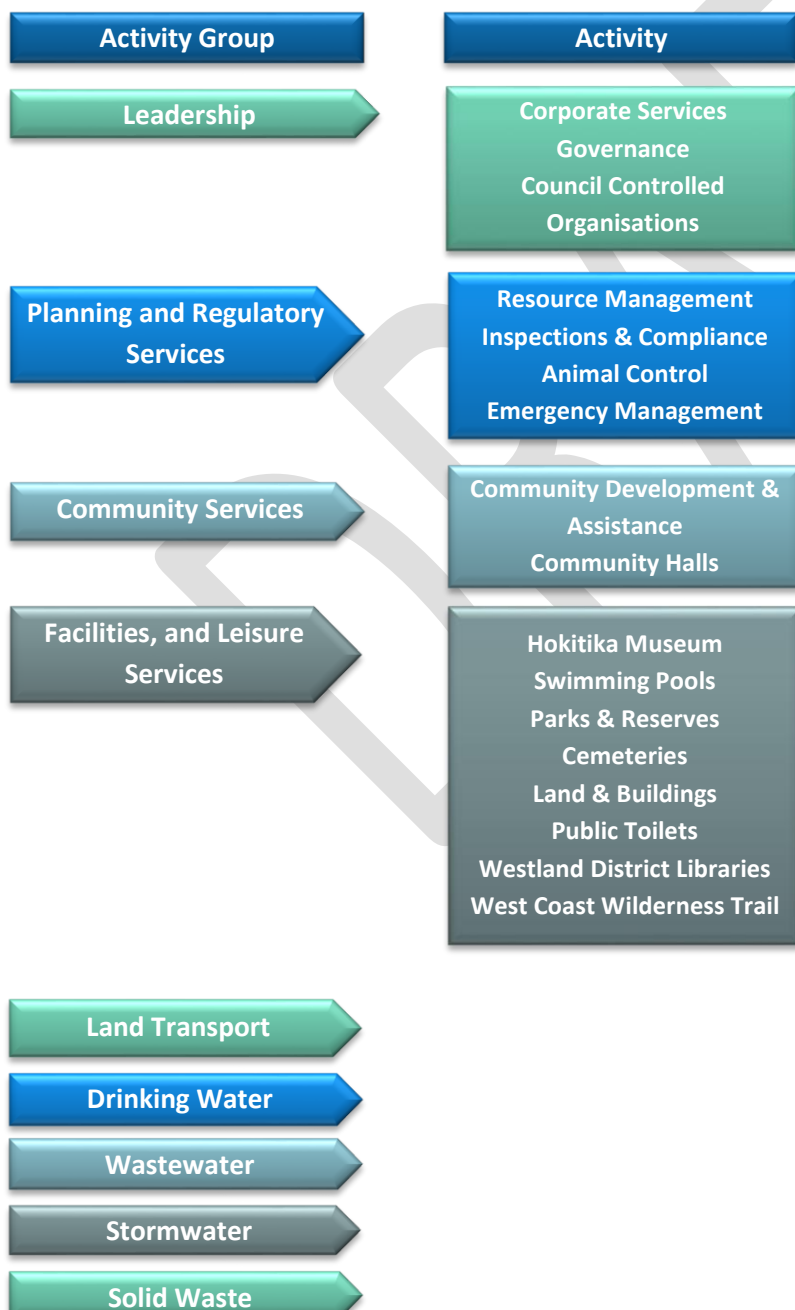 Activity Group
Activity
Leadership
Corporate Services
Governance
Council Controlled
Organisations
Planning and Regulatory
Services
Resource Management
Inspections & Compliance
Animal Control
Emergency Management
Community Services
Community Development &
Assistance
Community Halls
Facilities, and Leisure
Services
Hokitika Museum
Swimming Pools
Parks & Reserves
Cemeteries
Land & Buildings
Public Toilets
Westland District Libraries
West Coast Wilderness Trail
Land Transport
Drinking Water
Wastewater
Stormwater
Solid Waste